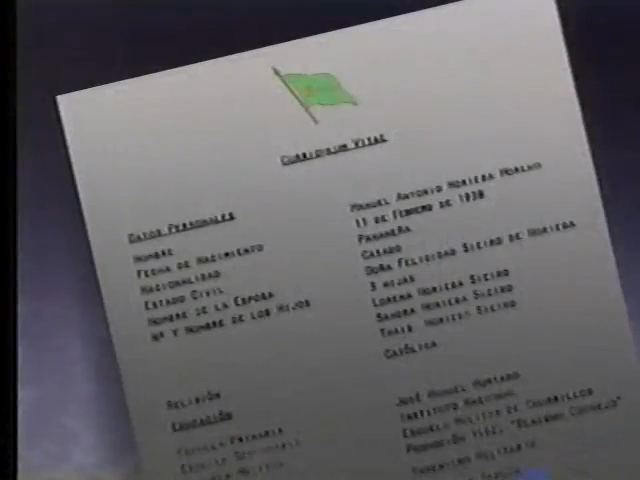 Curriculum Vitae
Datos Personales
Nombre
Manuel Antonio Noriega Moreno
Fecha de Nacimiento
11 de Febrero de 1938
Nacionalidad
Panameña
Estado Civil
Casado
Nombre de la Esposa
Doña Felicidad Sieiro de Noriega
Nº y Nombre de los Hijos
3 hijas
Lorena Noriega Sieiro
Sandra Noriega Sieiro
Thais Noriega Sieiro
Religión
Católica
Educación
Escuela Primaria
José Manuel Hurtado
Instituto Nacional
Escuela Militar de Chorrillos
Promoción